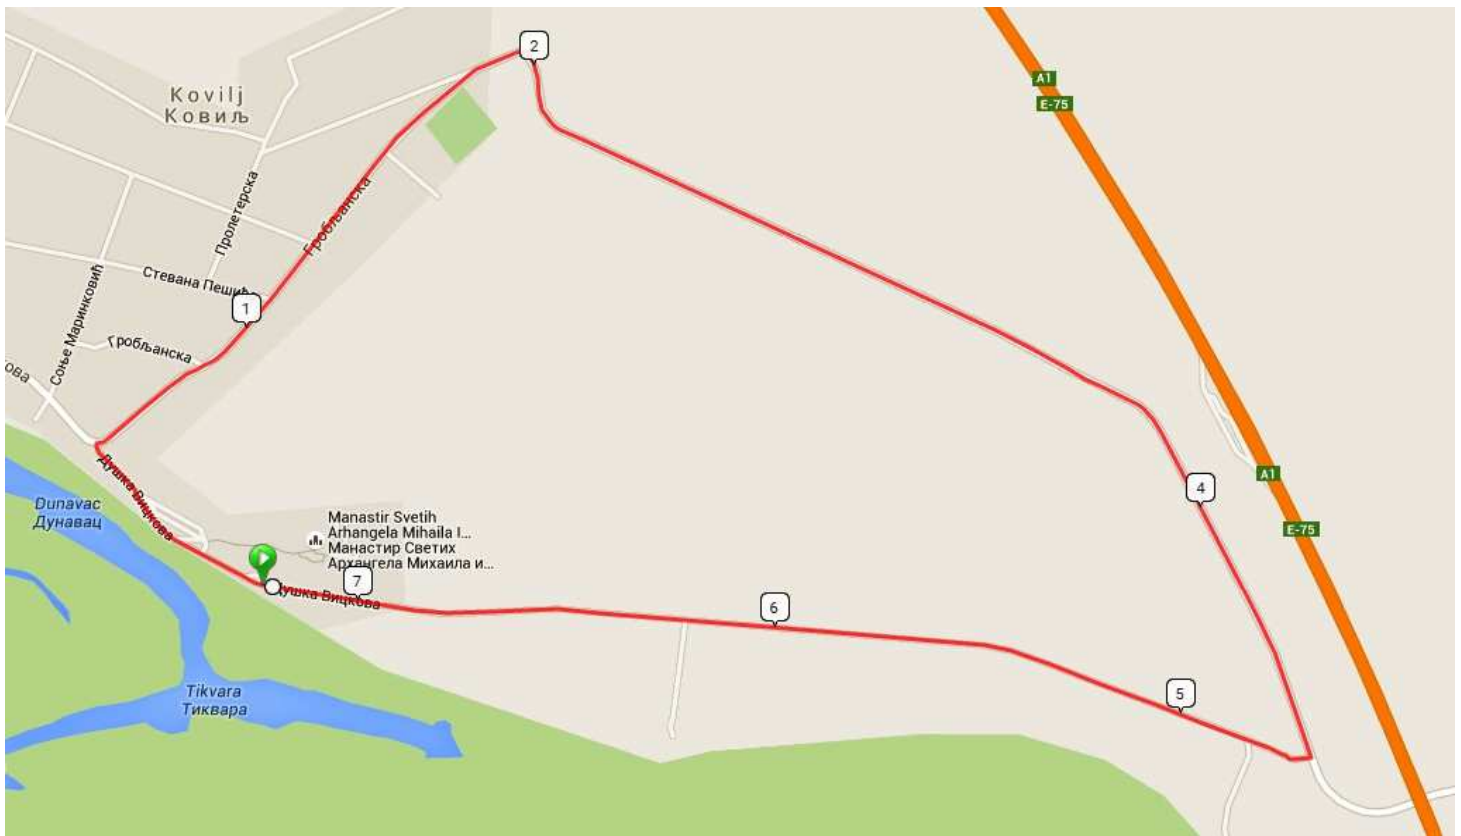 2
A1
E-75
Kovilj
Ковиљ
Пролетерска
Гробљанска
Стевана Пешић
1
Соње Маринковић
Гробљанска
ова
Душка Вицкова
A1
4
E-75
Dunavac
Дунавац
Manastir Svetih
Arhangela Mihaila I...
Манастир Светих
Архангела Михаила и...
7
Душка Вицкова
6
5
Tikvara
Тиквара